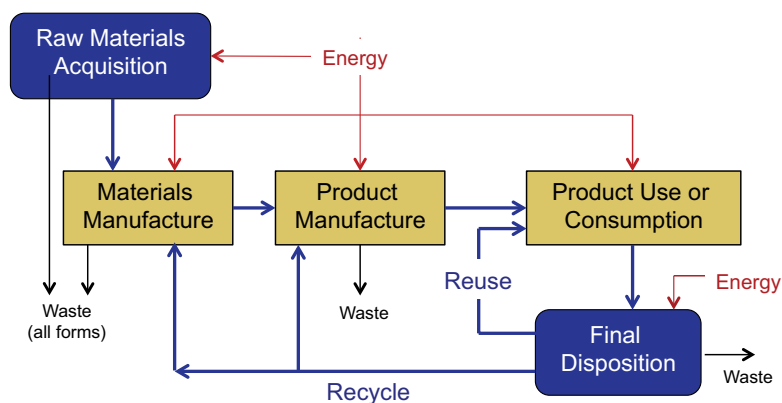 Raw Materials
Acquisition
Energy
Materials
Manufacture
Product
Manufacture
Product Use or
Consumption
Reuse
Energy
Waste
(all forms)
Waste
Final
Disposition
Waste
Recycle